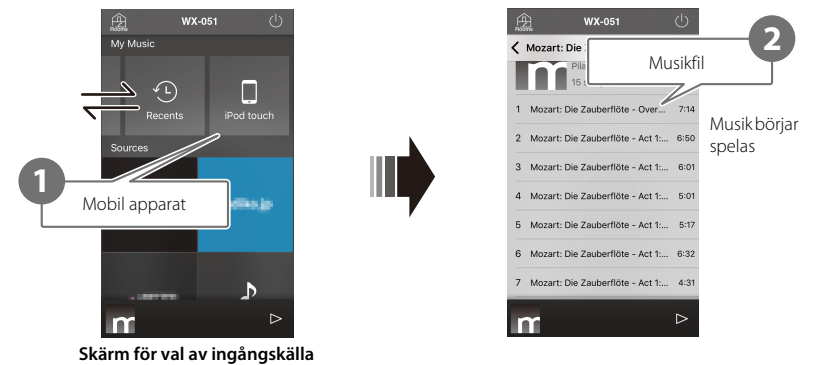 Rooms
WX-051
My Music
Recents
iPod touch
Sources
1
Mobil apparat
m
Skärm för val av ingångskälla
Rooms
WX-051
2
Mozart: Die
Musikfil
m
15
1 Mozart: Die Zauberflöte - Over... 7:14
2 Mozart: Die Zauberflöte - Act 1:... 6:50
3 Mozart: Die Zauberflöte - Act 1:... 6:01
4 Mozart: Die Zauberflöte - Act 1:... 5:01
5 Mozart: Die Zauberflöte - Act 1:... 5:17
6 Mozart: Die Zauberflöte - Act 1:... 6:32
7 Mozart: Die Zauberflöte - Act 1:... 4:31
m
Musik börjar
spelas